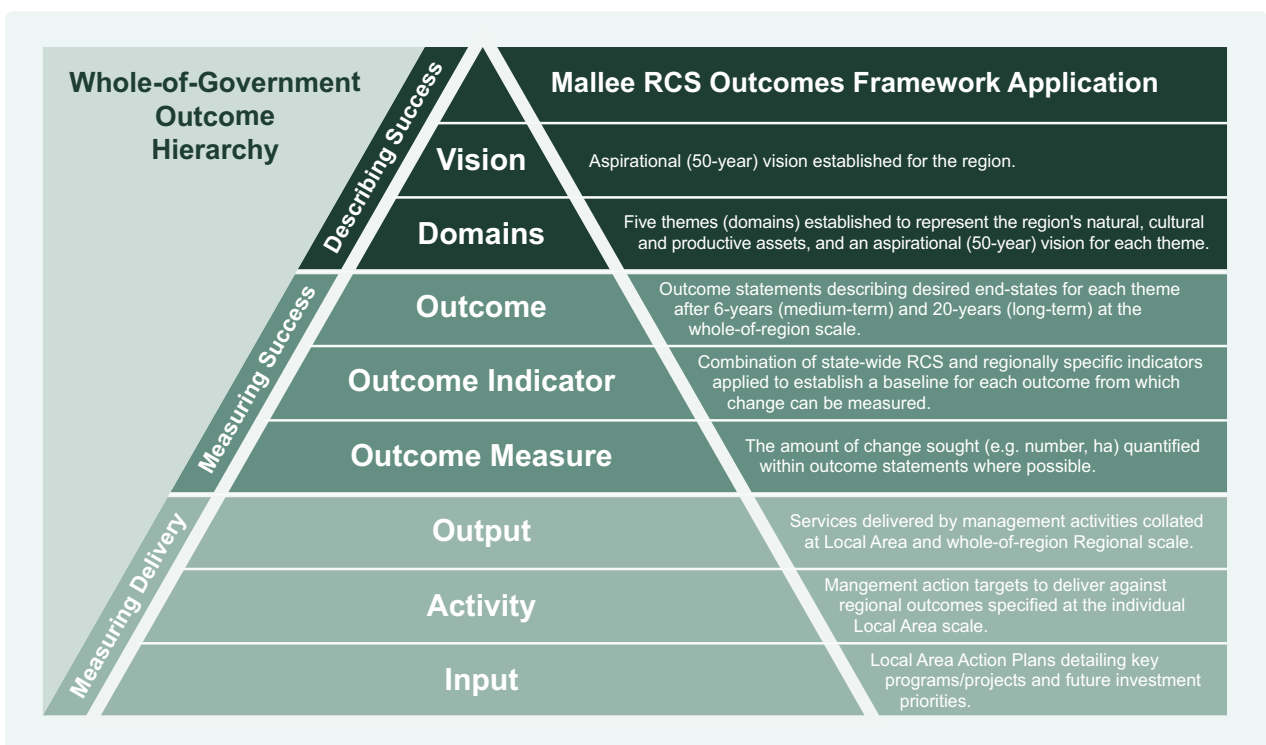 Whole-of-Government
Outcome
Hierarchy
Mallee RCS Outcomes Framework Application
Describing Success
Vision
Aspirational (50-year) vision established for the region.
Domains
Five themes (domains) established to represent the region's natural, cultural
and productive assets, and an aspirational (50-year) vision for each theme.
Measuring Success
Outcome
Outcome statements describing desired end-states for each theme
after 6-years (medium-term) and 20-years (long-term) at the
whole-of-region scale.
Outcome Indicator
Combination of state-wide RCS and regionally specific indicators
applied to establish a baseline for each outcome from which
change can be measured.
Outcome Measure
The amount of change sought (e.g. number, ha) quantified
within outcome statements where possible.
Measuring Delivery
Output
Services delivered by management activities collated
at Local Area and whole-of-region Regional scale.
Activity
Mangement action targets to deliver against
regional outcomes specified at the individual
Local Area scale.
Input
Local Area Action Plans detailing key
programs/projects and future investment
priorities.